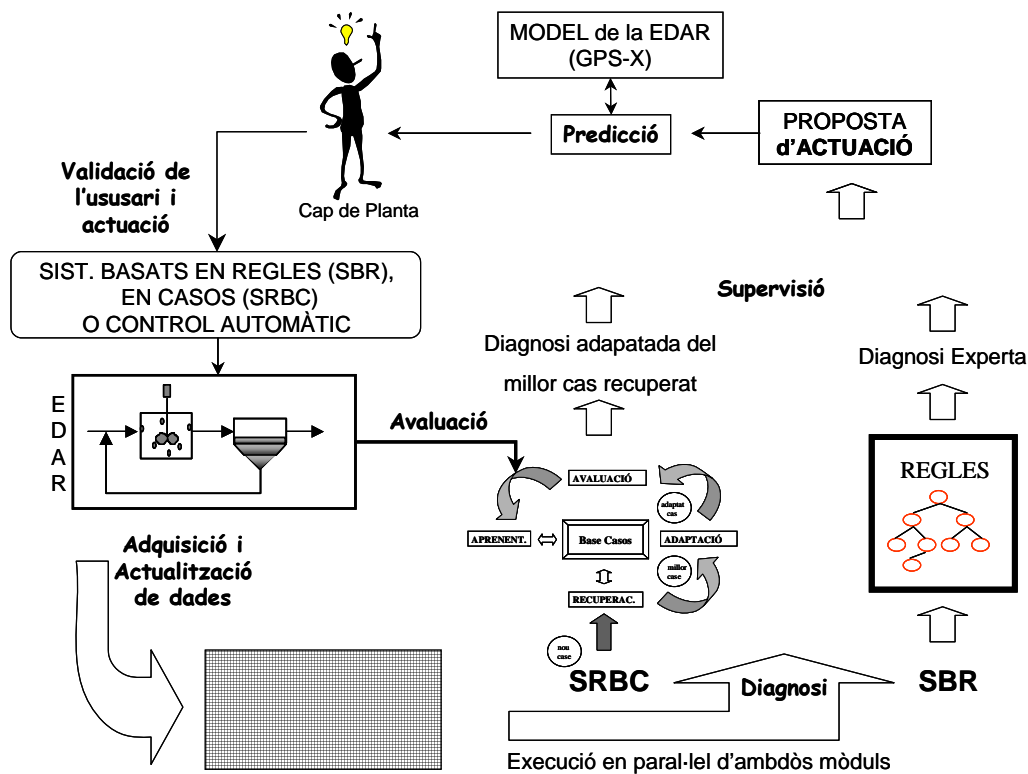 MODEL de la EDAR
(GPS-X)
Predicció
PROPOSTA
d'ACTUACIÓ
Cap de Planta
Validació de
l'ususari i
actuació
SIST. BASATS EN REGLES (SBR),
EN CASOS (SRBC)
O CONTROL AUTOMÀTIC
Supervisió
Diagnosi adapatada del
millor cas recuperat
Diagnosi Experta
E
D
A
R
Avaluació
REGLES
AVALUACIÓ
adaptat
cas
APRENENT.
Base Casos
ADAPTACIÓ
millor
case
RECUPERAC.
nou
case
Adquisició i
Actualització
de dades
SRBC
Diagnosi
SBR
Execució en paral·lel d'ambdòs mòduls